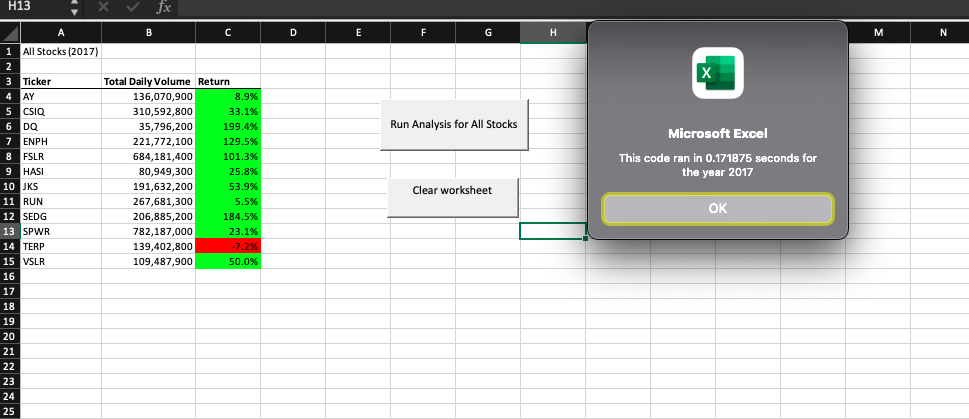 H13 fx
A B C D E F G H M N
1 All Stocks (2017)
2
3 Ticker Total Daily Volume Return
4 AY 136,070,900 8.9%
5 CSIQ 310,592,800 33.1%
6 DQ 35,796,200 199.4%
7 ENPH 221,772,100 129.5%
8 FSLR 684,181,400 101.3%
9 HASI 80,949,300 25.8%
10 JKS 191,632,200 53.9%
11 RUN 267,681,300 5.5%
12 SEDG 206,885,200 184.5%
13 SPWR 782,187,000 23.1%
14 TERP 139,402,800 -7.2%
15 VSLR 109,487,900 50.0%
16
17
18
19
20
21
22
23
24
25
Run Analysis for All Stocks
Clear worksheet
X
Microsoft Excel
This code ran in 0.171875 seconds for
the year 2017
OK